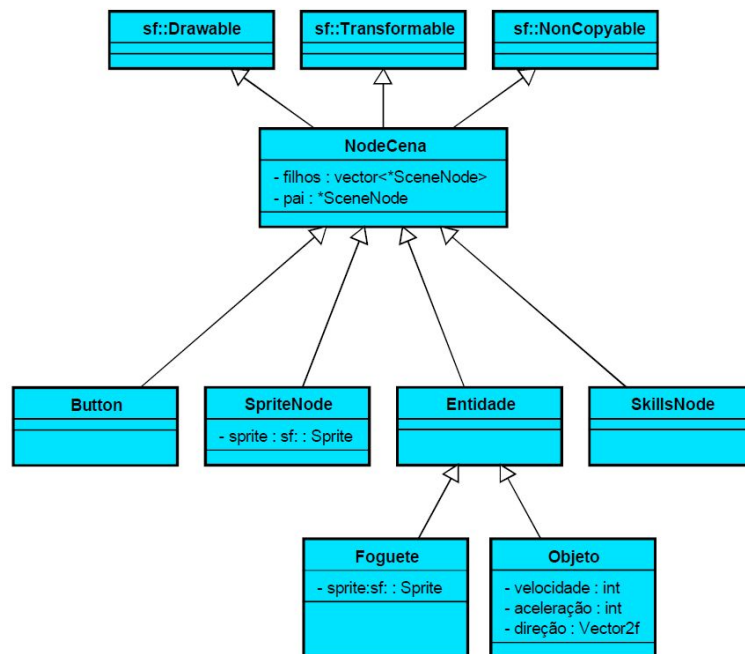 sf::Drawable
sf::Transformable
sf::NonCopyable
NodeCena
- filhos : vector<*SceneNode>
- pai : *SceneNode
Button
SpriteNode
- sprite : sf: : Sprite
Entidade
SkillsNode
Foguete
- sprite:sf: : Sprite
Objeto
- velocidade : int
- aceleração : int
- direção : Vector2f